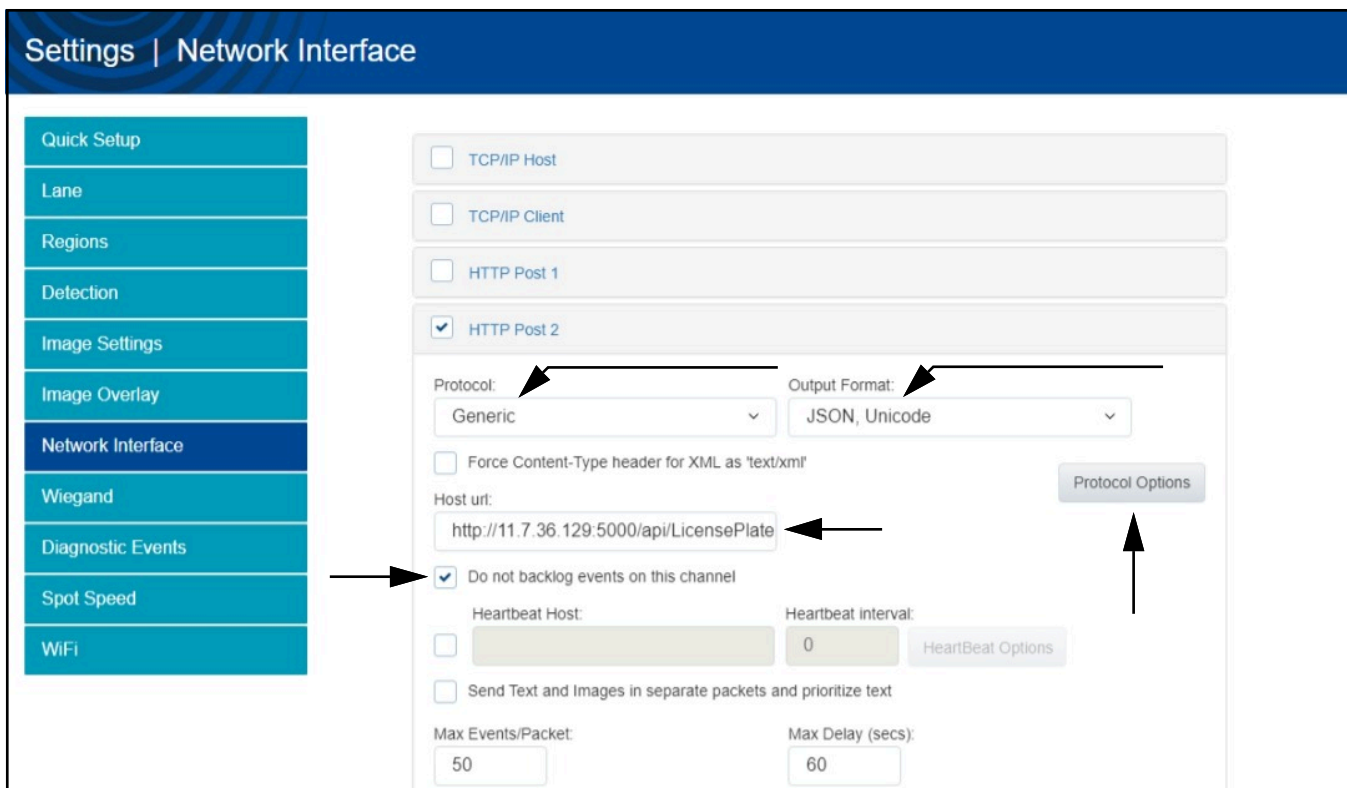 Settings | Network Interface
Quick Setup
Lane
Regions
Detection
Image Settings
Image Overlay
Network Interface
Wiegand
Diagnostic Events
Spot Speed
WiFi
TCP/IP Host
TCP/IP Client
HTTP Post 1
HTTP Post 2
Protocol: Output Format:
Generic JSON, Unicode
Force Content-Type header for XML as 'text/xml'
Protocol Options
Host url:
http://11.7.36.129:5000/api/LicensePlate
Do not backlog events on this channel
Heartbeat Host: Heartbeat interval:
0 HeartBeat Options
Send Text and Images in separate packets and prioritize text
Max Events/Packet: Max Delay (secs):
50 60